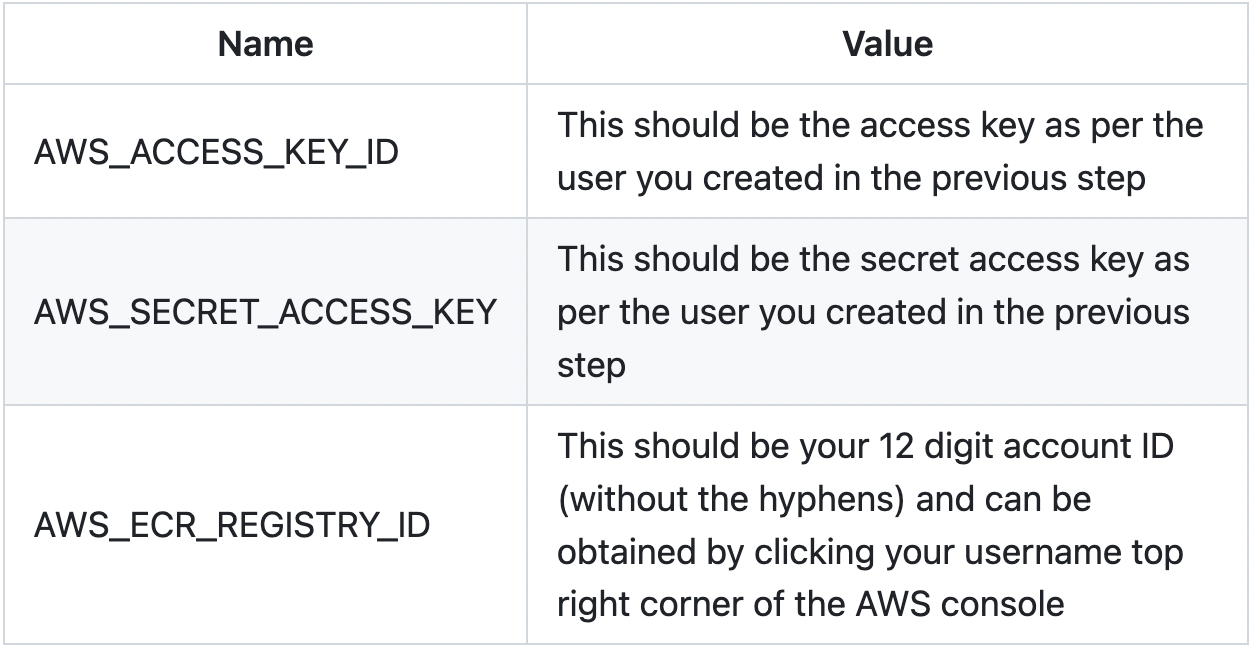 Name
Value
AWS_ACCESS_KEY_ID
This should be the access key as per the
user you created in the previous step
AWS_SECRET_ACCESS_KEY
This should be the secret access key as
per the user you created in the previous
step
AWS_ECR_REGISTRY_ID
This should be your 12 digit account ID
(without the hyphens) and can be
obtained by clicking your username top
right corner of the AWS console